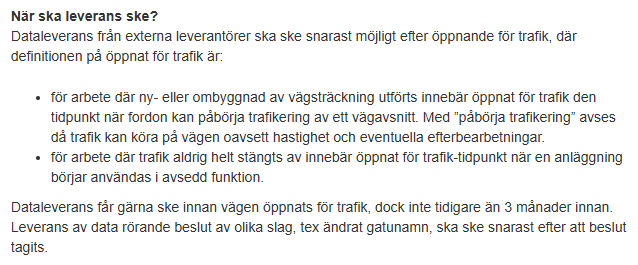 När ska leverans ske?
Dataleverans från externa leverantörer ska ske snarast möjligt efter öppnande för trafik, där
definitionen på öppnat för trafik är:
• för arbete där ny- eller ombyggnad av vägsträckning utförts innebär öppnat för trafik den
tidpunkt när fordon kan påbörja trafikering av ett vägavsnitt. Med ”påbörja trafikering” avses
då trafik kan köra på vägen oavsett hastighet och eventuella efterbearbetningar.
• för arbete där trafik aldrig helt stängts av innebär öppnat för trafik-tidpunkt när en anläggning
börjar användas i avsedd funktion.
Dataleverans får gärna ske innan vägen öppnats för trafik, dock inte tidigare än 3 månader innan.
Leverans av data rörande beslut av olika slag, tex ändrat gatunamn, ska ske snarast efter att beslut
tagits.